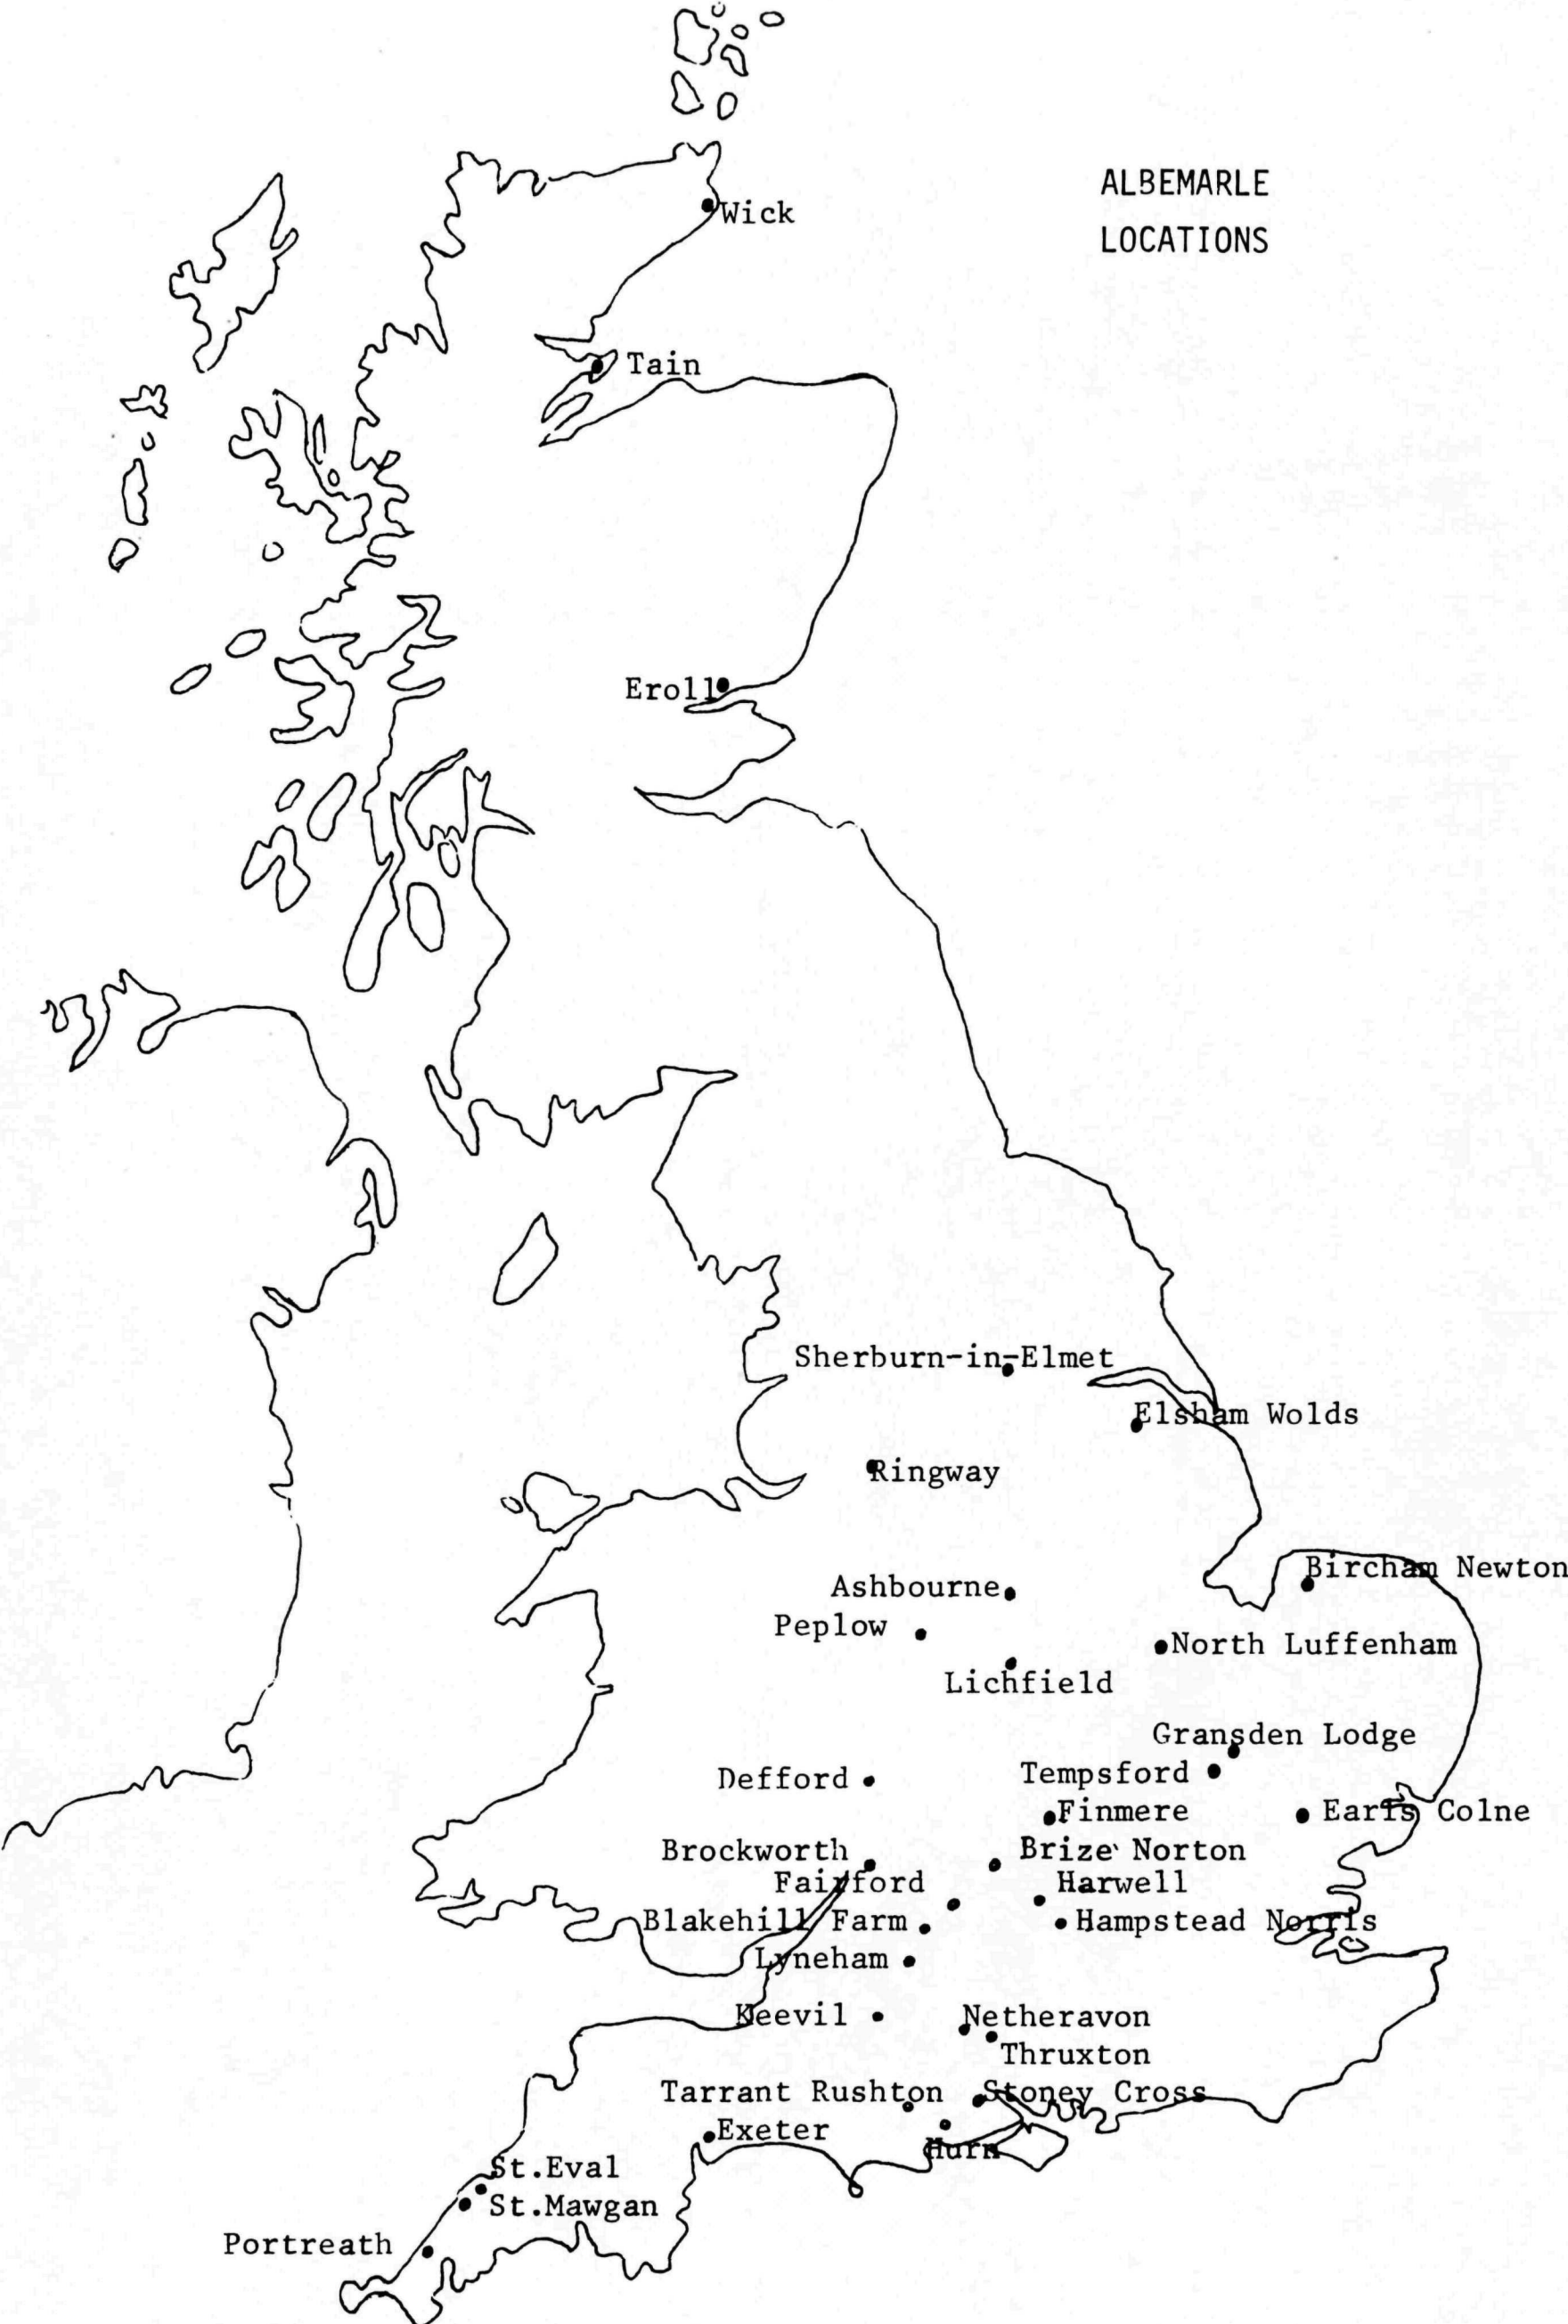 ALBEMARLE
LOCATIONS
Wick
Tain
Eroll
Sherburn-in-Elmet
Elsham Wolds
Ringway
Bircham Newton
Ashbourne
Peplow
North Luffenham
Lichfield
Gransden Lodge
Defford
Tempsford
Finmere
Earls Colne
Brockworth
Brize Norton
Fairford
Harwell
Blakehill Farm
Hampstead Norris
Lyneham
Keevil
Netheravon
Thruxton
Tarrant Rushton
Stoney Cross
Exeter
Hurn
St.Eval
St.Mawgan
Portreath